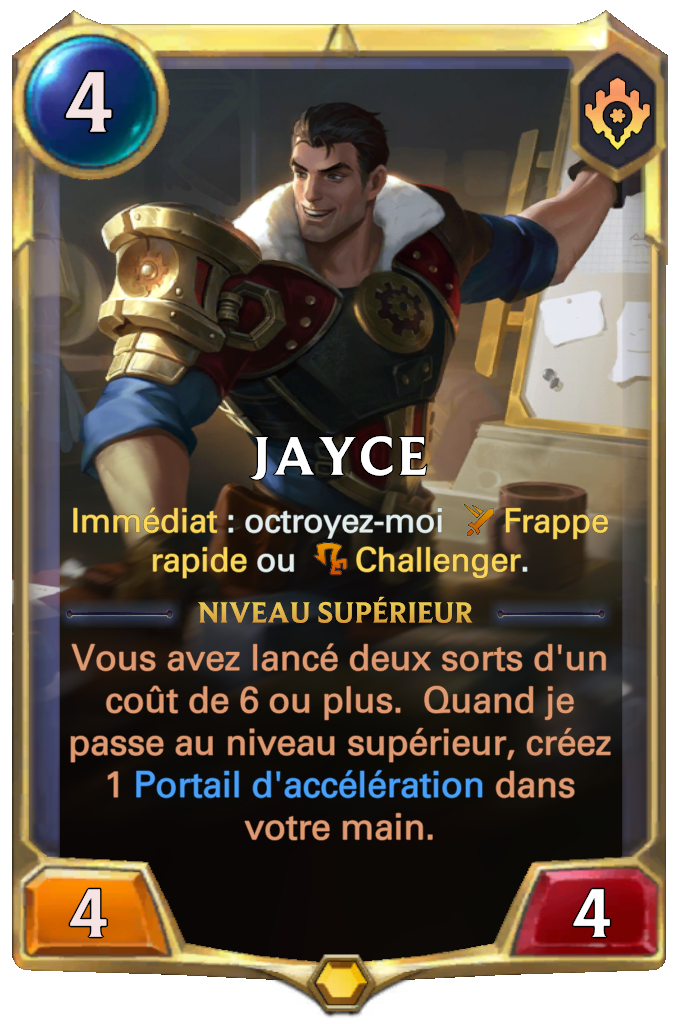 4
JAYCE
Immédiat : octroyez-moi Frappe
rapide ou Challenger.
NIVEAU SUPÉRIEUR
Vous avez lancé deux sorts d'un
coût de 6 ou plus. Quand je
passe au niveau supérieur, créez
1 Portail d'accélération dans
votre main.
4
4